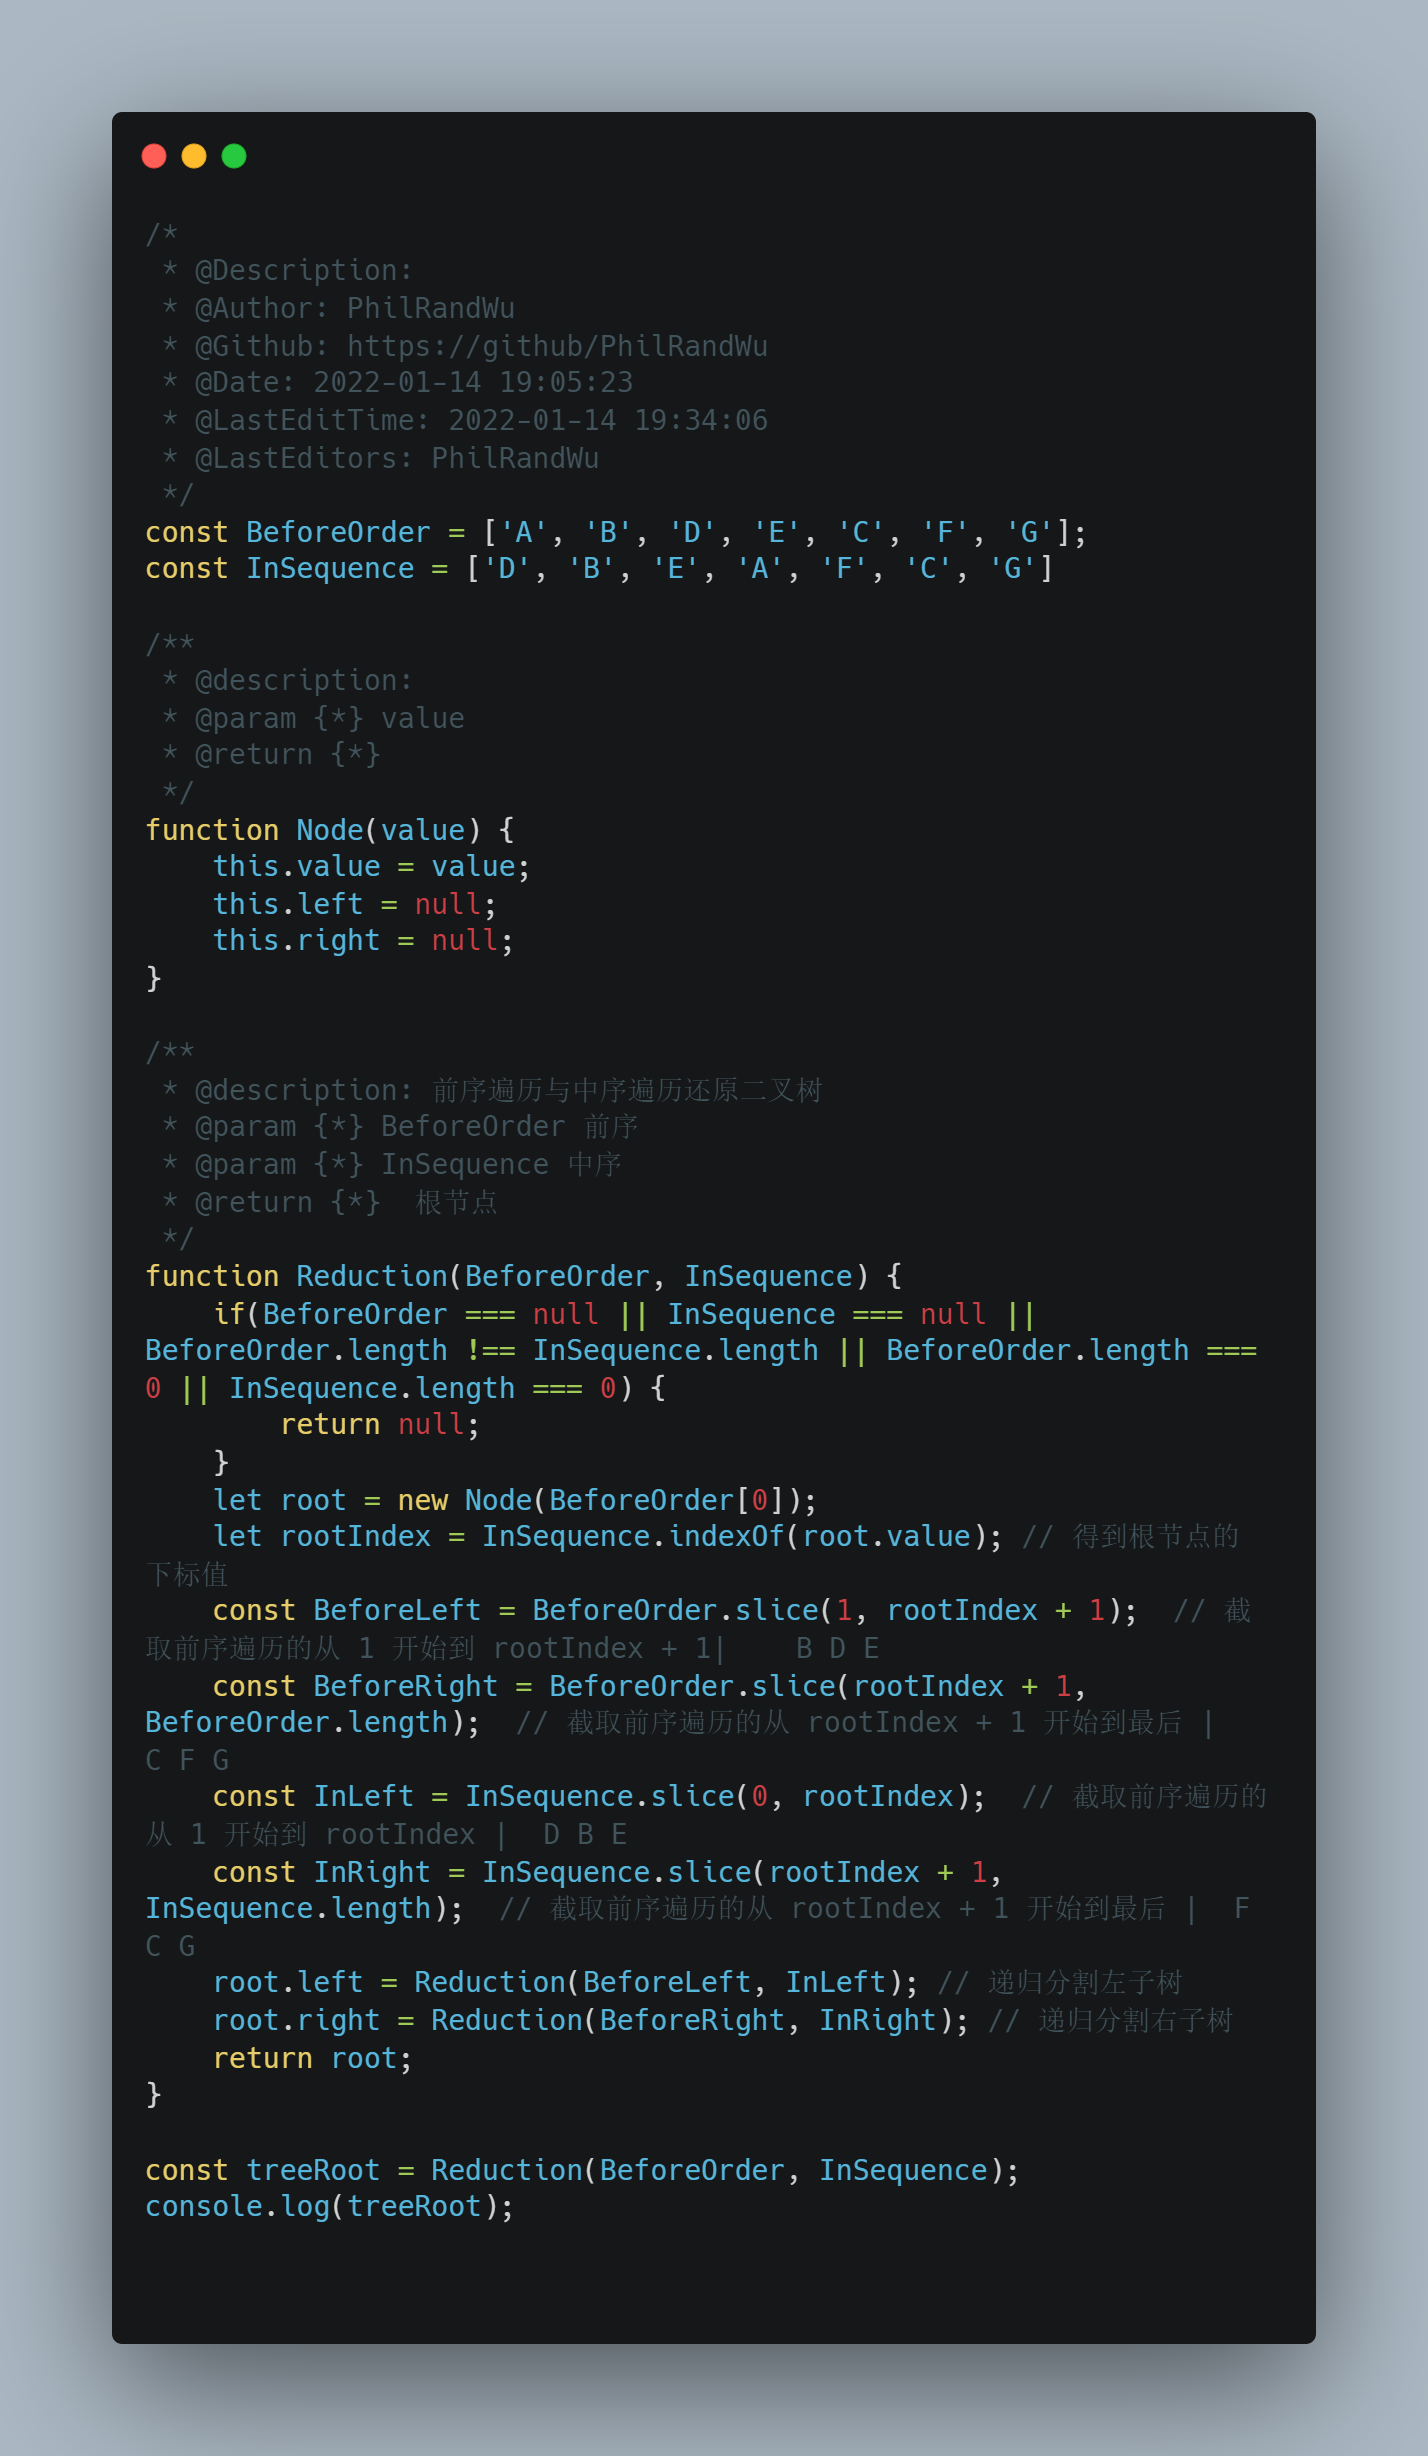 /*
 * @Description:
 * @Author: PhilRandWu
 * @Github: https://github/PhilRandWu
 * @Date: 2022-01-14 19:05:23
 * @LastEditTime: 2022-01-14 19:34:06
 * @LastEditors: PhilRandWu
 */
const BeforeOrder = ['A', 'B', 'D', 'E', 'C', 'F', 'G'];
const InSequence = ['D', 'B', 'E', 'A', 'F', 'C', 'G']

/**
 * @description:
 * @param {*} value
 * @return {*}
 */
function Node(value) {
    this.value = value;
    this.left = null;
    this.right = null;
}

/**
 * @description: 前序遍历与中序遍历还原二叉树
 * @param {*} BeforeOrder 前序
 * @param {*} InSequence 中序
 * @return {*}  根节点
 */
function Reduction(BeforeOrder, InSequence) {
    if(BeforeOrder === null || InSequence === null ||
BeforeOrder.length !== InSequence.length || BeforeOrder.length ===
0 || InSequence.length === 0) {
        return null;
    }
    let root = new Node(BeforeOrder[0]);
    let rootIndex = InSequence.indexOf(root.value); // 得到根节点的
下标值
    const BeforeLeft = BeforeOrder.slice(1, rootIndex + 1);  // 截
取前序遍历的从 1 开始到 rootIndex + 1|    B D E
    const BeforeRight = BeforeOrder.slice(rootIndex + 1,
BeforeOrder.length);  // 截取前序遍历的从 rootIndex + 1 开始到最后 |
C F G
    const InLeft = InSequence.slice(0, rootIndex);  // 截取前序遍历的
从 1 开始到 rootIndex |  D B E
    const InRight = InSequence.slice(rootIndex + 1,
InSequence.length);  // 截取前序遍历的从 rootIndex + 1 开始到最后 |  F
C G
    root.left = Reduction(BeforeLeft, InLeft); // 递归分割左子树
    root.right = Reduction(BeforeRight, InRight); // 递归分割右子树
    return root;
}

const treeRoot = Reduction(BeforeOrder, InSequence);
console.log(treeRoot);